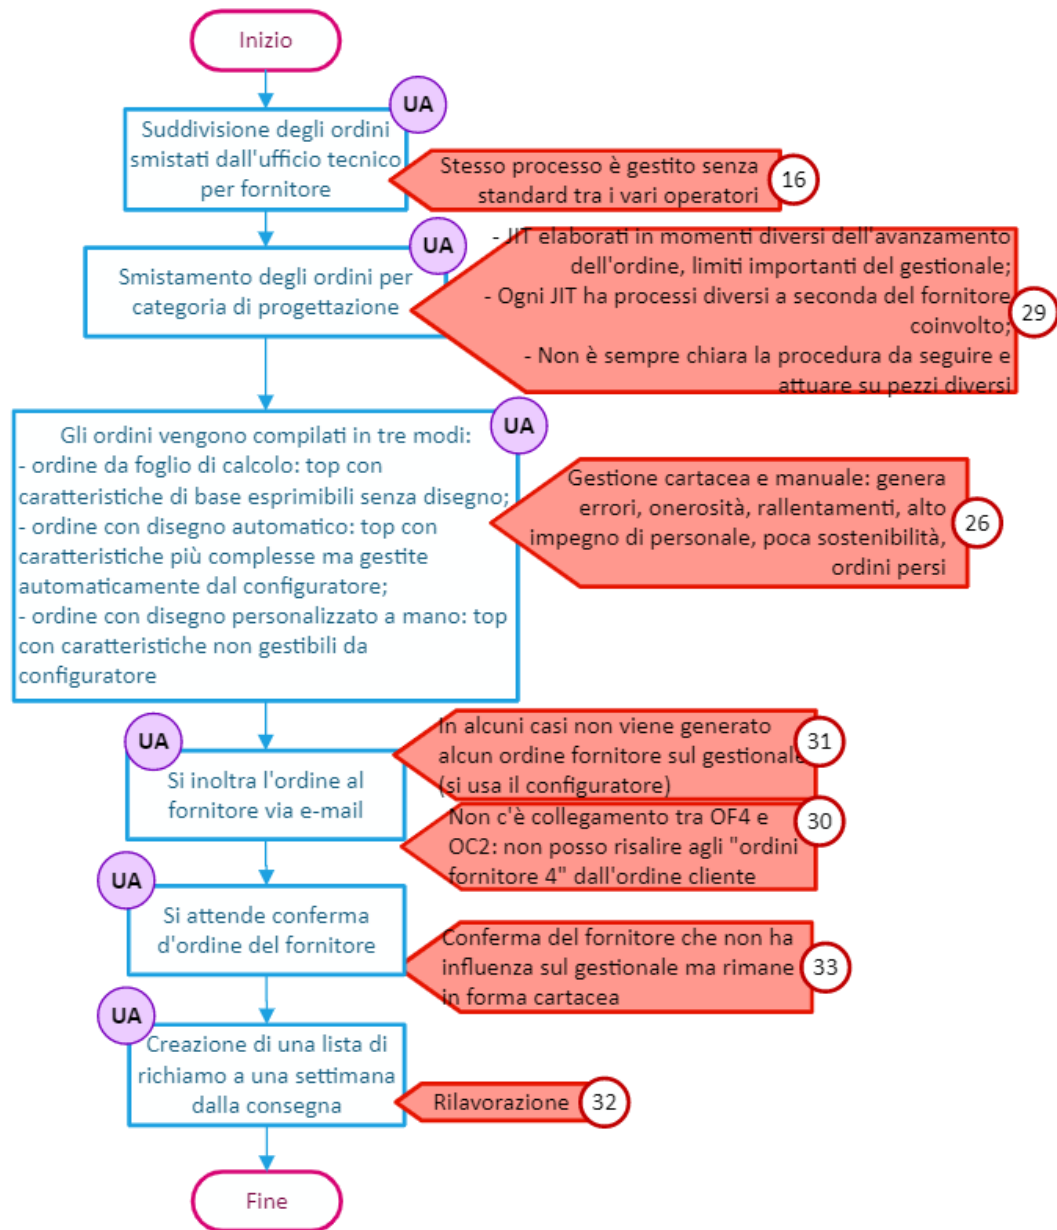 Inizio
UA
Suddivisione degli ordini
smistati dall'ufficio tecnico
per fornitore
Stesso processo è gestito senza
standard tra i vari operatori
16
UA
Smistamento degli ordini per
categoria di progettazione
- JIT elaborati in momenti diversi dell'avanzamento
dell'ordine, limiti importanti del gestionale;
- Ogni JIT ha processi diversi a seconda del fornitore
coinvolto;
- Non è sempre chiara la procedura da seguire e
attuare su pezzi diversi
29
UA
Gli ordini vengono compilati in tre modi:
- ordine da foglio di calcolo: top con
caratteristiche di base esprimibili senza disegno;
- ordine con disegno automatico: top con
caratteristiche più complesse ma gestite
automaticamente dal configuratore;
- ordine con disegno personalizzato a mano: top
con caratteristiche non gestibili da
configuratore
Gestione cartacea e manuale: genera
errori, onerosità, rallentamenti, alto
impegno di personale, poca sostenibilità,
ordini persi
26
UA
Si inoltra l'ordine al
fornitore via e-mail
In alcuni casi non viene generato
alcun ordine fornitore sul gestionale
(si usa il configuratore)
31
Non c'è collegamento tra OF4 e
OC2: non posso risalire agli "ordini
fornitore 4" dall'ordine cliente
30
UA
Si attende conferma
d'ordine del fornitore
Conferma del fornitore che non ha
influenza sul gestionale ma rimane
in forma cartacea
33
UA
Creazione di una lista di
richiamo a una settimana
dalla consegna
Rilavorazione
32
Fine